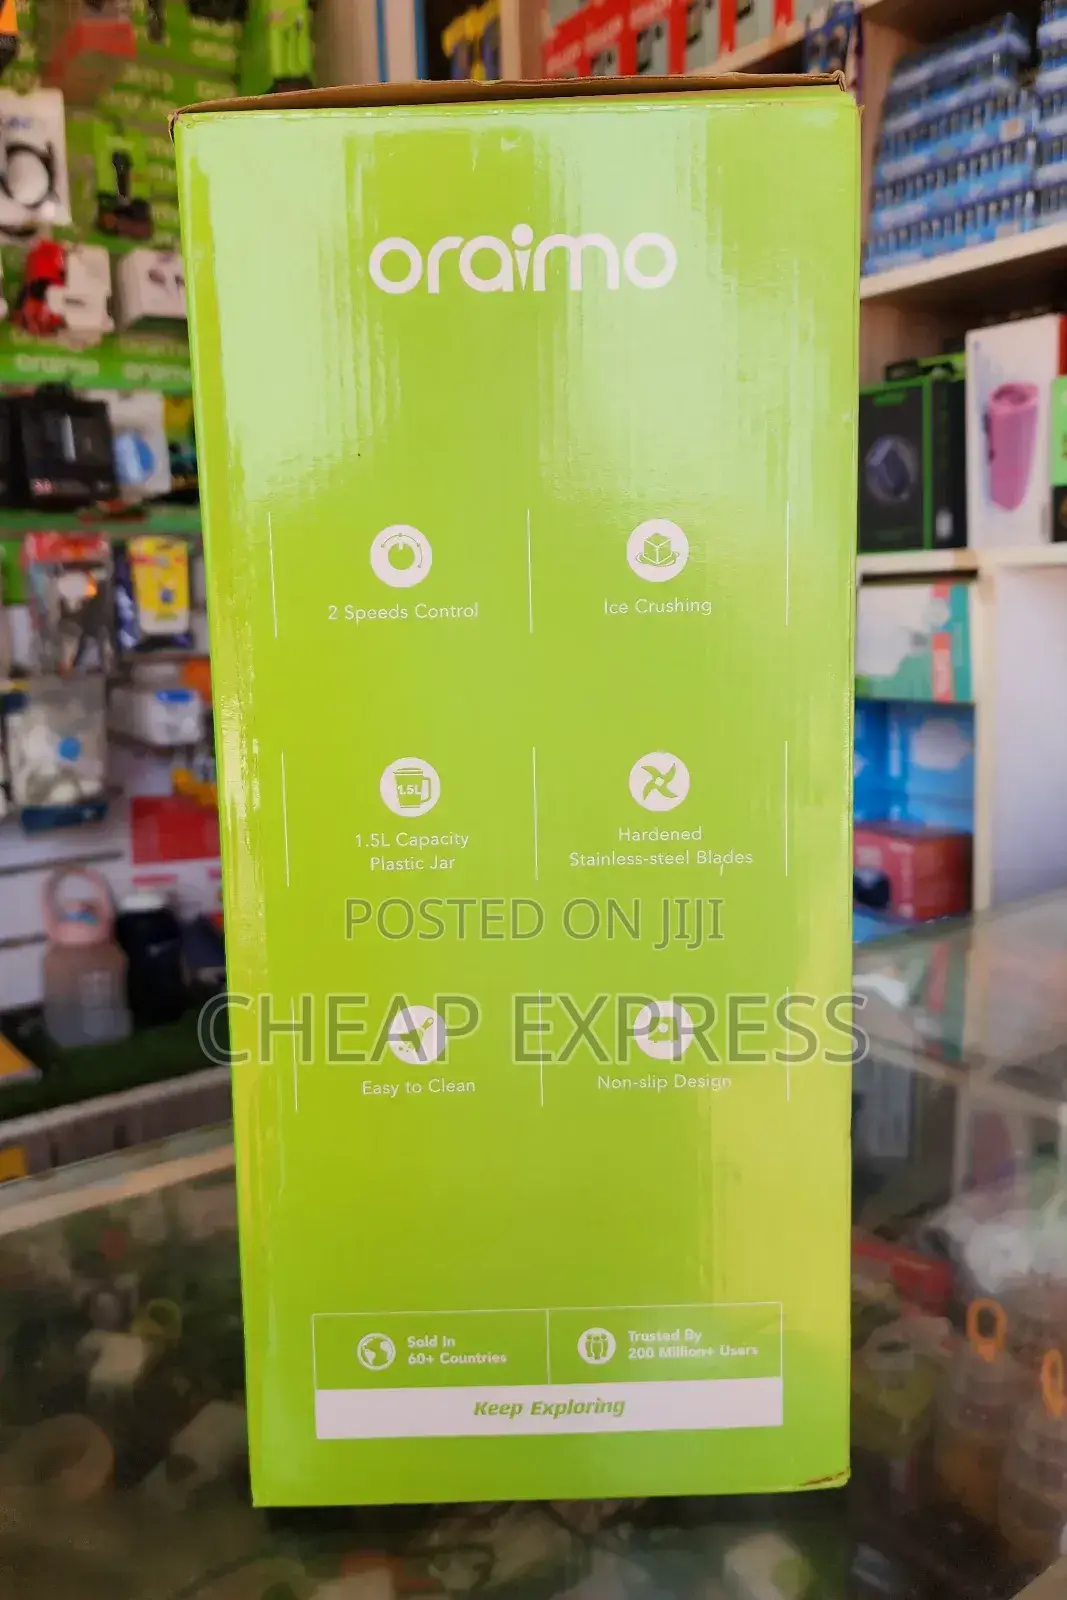 oraimo
2 Speeds Control
Ice Crushing
1.5L
1.5L Capacity
Plastic Jar
Hardened
Stainless-steel Blades
POSTED ON JIJI
CHEAP EXPRESS
Easy to Clean
Non-slip Design
Sold In
60+ Countries
Trusted By
200 Million+ Users
Keep Exploring
oraimo